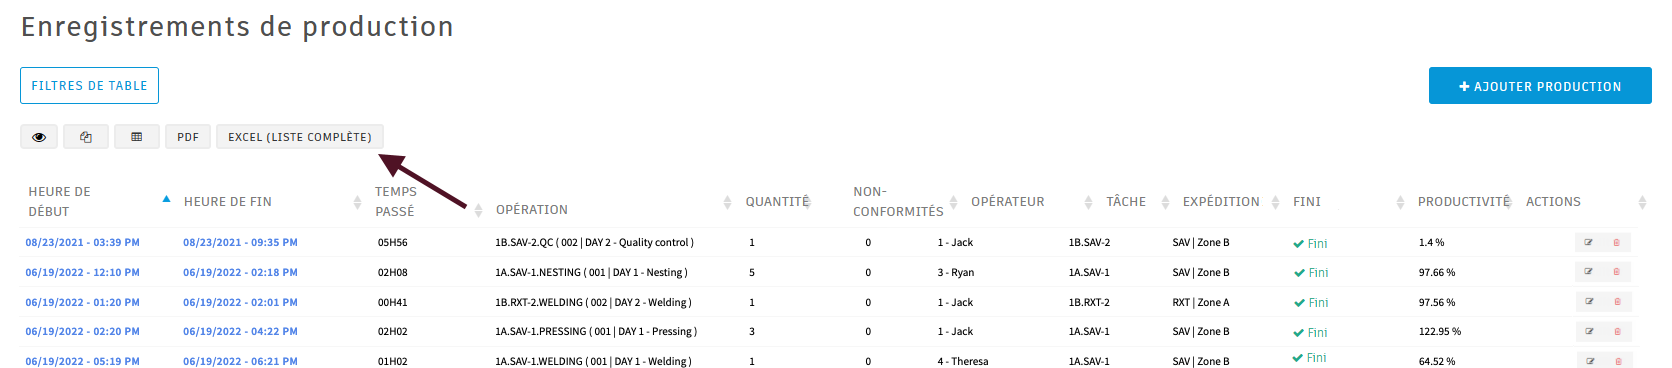 Enregistrements de production
FILTRES DE TABLE
AJOUTER PRODUCTION
PDF EXCEL (LISTE COMPLÈTE)
HEURE DE DÉBUT HEURE DE FIN TEMPS PASSÉ OPÉRATION QUANTITÉ NON-CONFORMITÉS OPÉRATEUR TÂCHE EXPÉDITION FINI PRODUCTIVITÉ ACTIONS
08/23/2021 - 03:39 PM 08/23/2021 - 09:35 PM 05H56 1B.SAV-2.QC ( 002 | DAY 2 - Quality control ) 1 0 1 - Jack 1B.SAV-2 SAV | Zone B Fini 1.4 %
06/19/2022 - 12:10 PM 06/19/2022 - 02:18 PM 02H08 1A.SAV-1.NESTING ( 001 | DAY 1 - Nesting ) 5 0 3 - Ryan 1A.SAV-1 SAV | Zone B Fini 97.66 %
06/19/2022 - 01:20 PM 06/19/2022 - 02:01 PM 00H41 1B.RXT-2.WELDING ( 002 | DAY 2 - Welding ) 1 0 1 - Jack 1B.RXT-2 RXT | Zone A Fini 97.56 %
06/19/2022 - 02:20 PM 06/19/2022 - 04:22 PM 02H02 1A.SAV-1.PRESSING ( 001 | DAY 1 - Pressing ) 3 0 1 - Jack 1A.SAV-1 SAV | Zone B Fini 122.95 %
06/19/2022 - 05:19 PM 06/19/2022 - 06:21 PM 01H02 1A.SAV-1.WELDING ( 001 | DAY 1 - Welding ) 1 0 4 - Theresa 1A.SAV-1 SAV | Zone B Fini 64.52 %